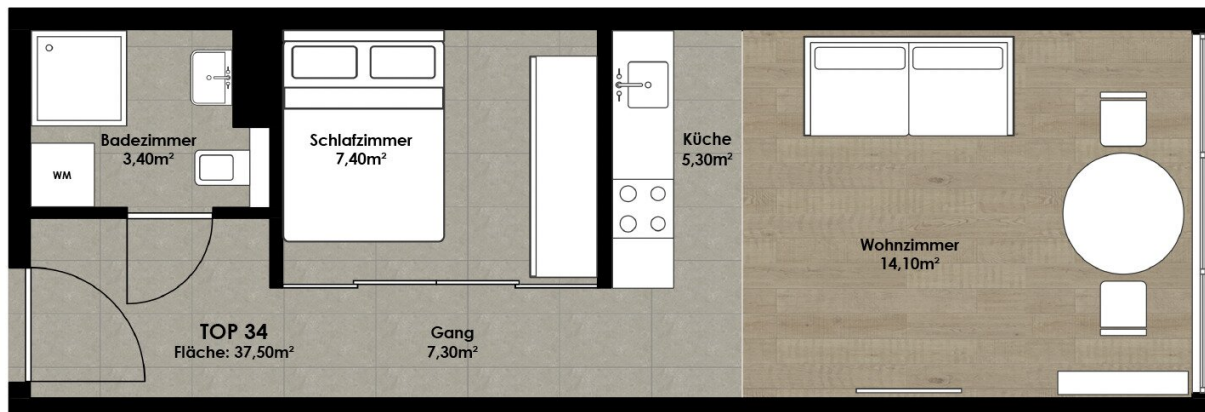 Badezimmer
3,40m²
WM
Schlafzimmer
7,40m²
Küche
5,30m²
Wohnzimmer
14,10m²
TOP 34
Fläche: 37,50m²
Gang
7,30m²